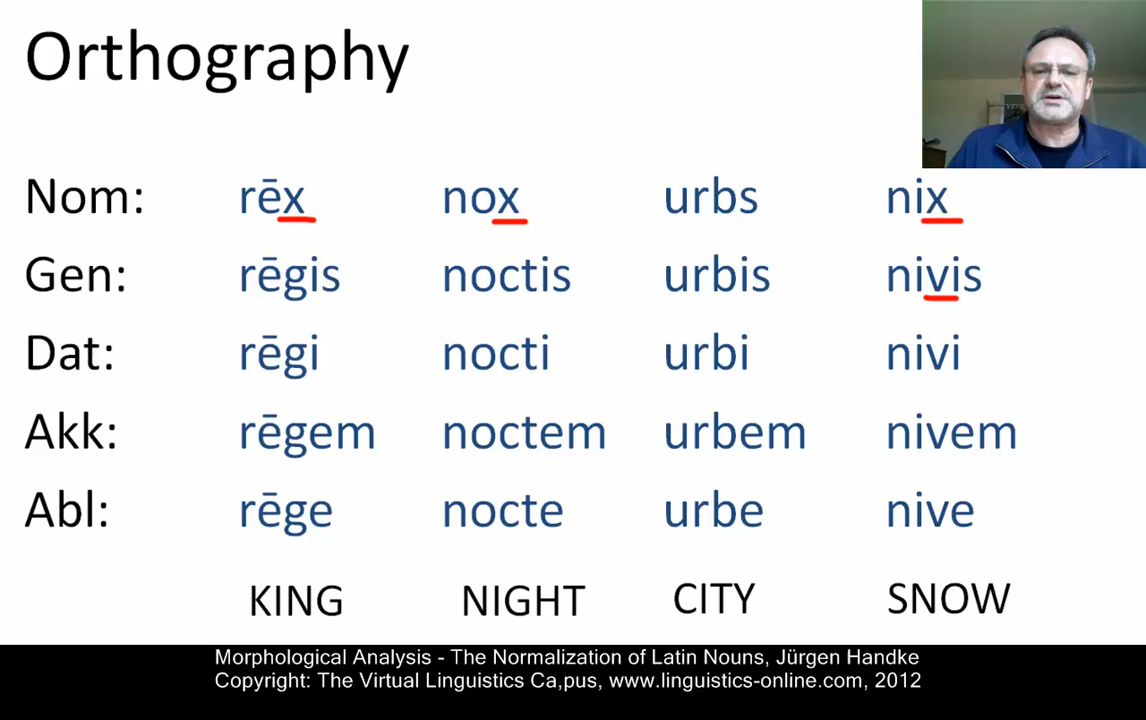 Orthography
Nom: rēx nox urbs nix
Gen: rēgis noctis urbis nivis
Dat: rēgi nocti urbi nivi
Akk: rēgem noctem urbem nivem
Abl: rēge nocte urbe nive
KING NIGHT CITY SNOW
Morphological Analysis - The Normalization of Latin Nouns, Jürgen Handke
Copyright: The Virtual Linguistics Ca,pus, www.linguistics-online.com, 2012